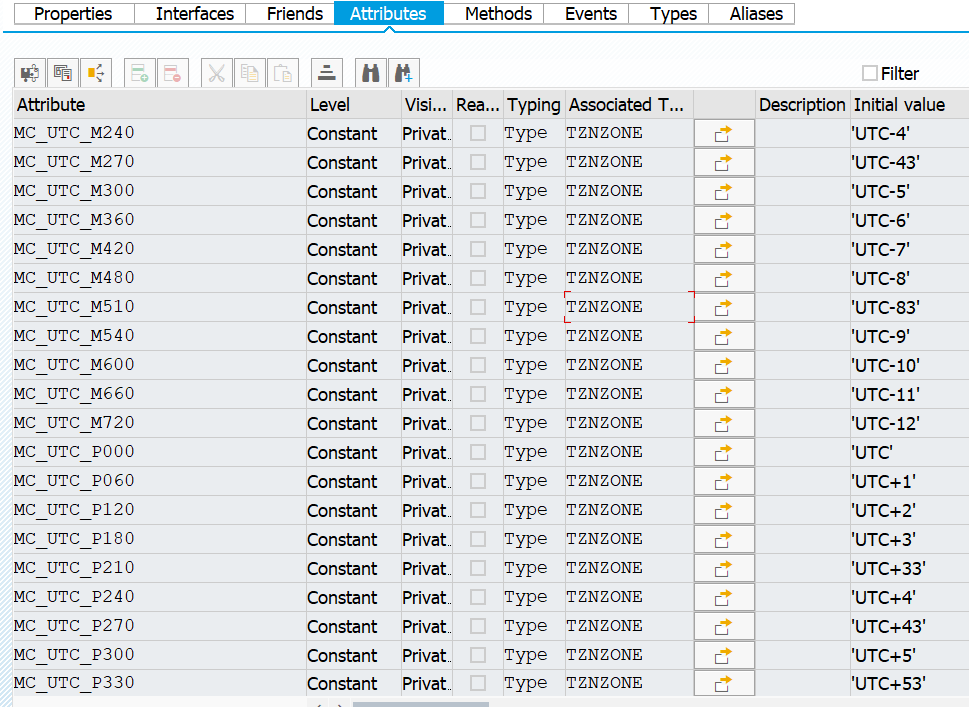 Properties Interfaces Friends Attributes Methods Events Types Aliases
Filter
Attribute Level Visi... Rea... Typing Associated T... Description Initial value
MC_UTC_M240 Constant Privat.. Type TZNZONE 'UTC-4'
MC_UTC_M270 Constant Privat.. Type TZNZONE 'UTC-43'
MC_UTC_M300 Constant Privat.. Type TZNZONE 'UTC-5'
MC_UTC_M360 Constant Privat.. Type TZNZONE 'UTC-6'
MC_UTC_M420 Constant Privat.. Type TZNZONE 'UTC-7'
MC_UTC_M480 Constant Privat.. Type TZNZONE 'UTC-8'
MC_UTC_M510 Constant Privat.. Type TZNZONE 'UTC-83'
MC_UTC_M540 Constant Privat.. Type TZNZONE 'UTC-9'
MC_UTC_M600 Constant Privat.. Type TZNZONE 'UTC-10'
MC_UTC_M660 Constant Privat.. Type TZNZONE 'UTC-11'
MC_UTC_M720 Constant Privat.. Type TZNZONE 'UTC-12'
MC_UTC_P000 Constant Privat.. Type TZNZONE 'UTC'
MC_UTC_P060 Constant Privat.. Type TZNZONE 'UTC+1'
MC_UTC_P120 Constant Privat.. Type TZNZONE 'UTC+2'
MC_UTC_P180 Constant Privat.. Type TZNZONE 'UTC+3'
MC_UTC_P210 Constant Privat.. Type TZNZONE 'UTC+33'
MC_UTC_P240 Constant Privat.. Type TZNZONE 'UTC+4'
MC_UTC_P270 Constant Privat.. Type TZNZONE 'UTC+43'
MC_UTC_P300 Constant Privat.. Type TZNZONE 'UTC+5'
MC_UTC_P330 Constant Privat.. Type TZNZONE 'UTC+53'